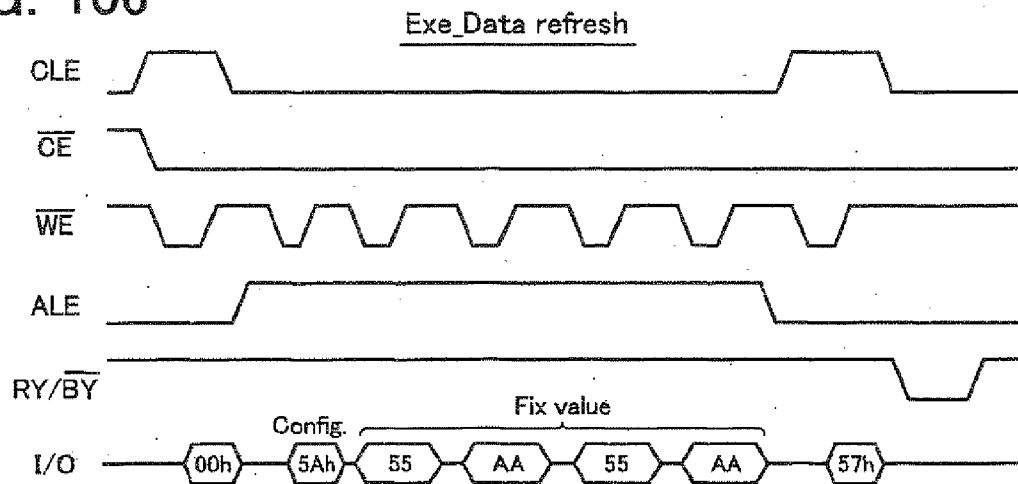 Exe_Data refresh
CLE
CE
WE
ALE
RY/BY
Fix value
Config.
I/O 00h 5Ah 55 AA 55 AA 57h